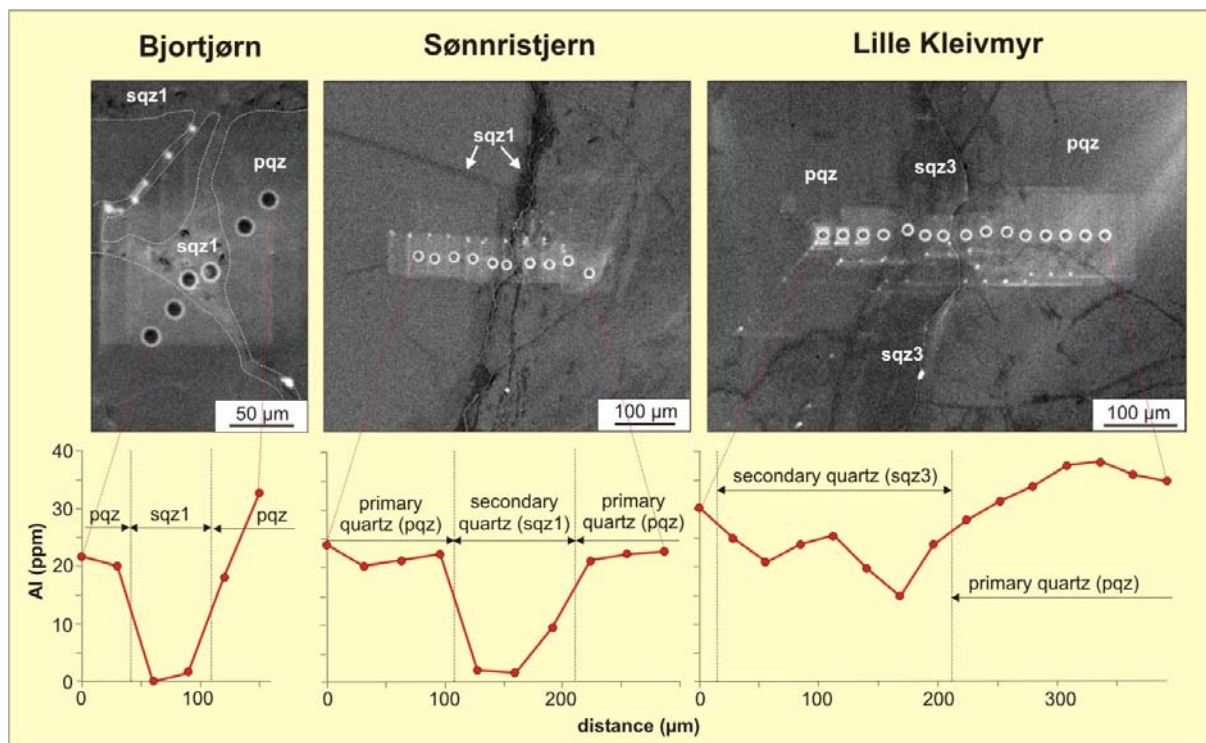 Bjortjørn
Sønnristjern
Lille Kleivmyr
sqz1
pqz
sqz1
50 µm
sqz1
100 µm
pqz
pqz
sqz3
sqz3
100 µm
Al (ppm)
40
30
20
10
0
pqz
sqz1
pqz
0
100
primary
quartz (pqz)
secondary
quartz (sqz1)
primary
quartz (pqz)
0
100
200
secondary quartz (sqz3)
primary quartz (pqz)
0
100
200
300
distance (µm)